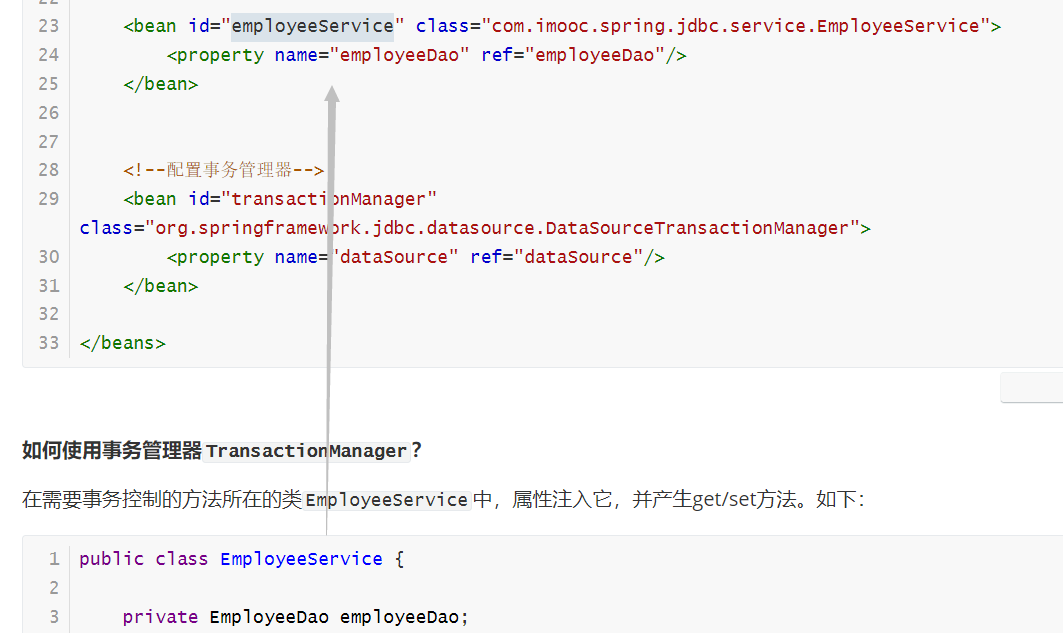 23 <bean id="employeeService" class="com.imooc.spring.jdbc.service.EmployeeService">
24 <property name="employeeDao" ref="employeeDao"/>
25 </bean>
26
27
28 <!--配置事务管理器-->
29 <bean id="transactionManager"
class="org.springframework.jdbc.datasource.DataSourceTransactionManager">
30 <property name="dataSource" ref="dataSource"/>
31 </bean>
32
33 </beans>
如何使用事务管理器TransactionManager？
在需要事务控制的方法所在的类EmployeeService中，属性注入它，并产生get/set方法。如下：
1 public class EmployeeService {
2
3 private EmployeeDao employeeDao;